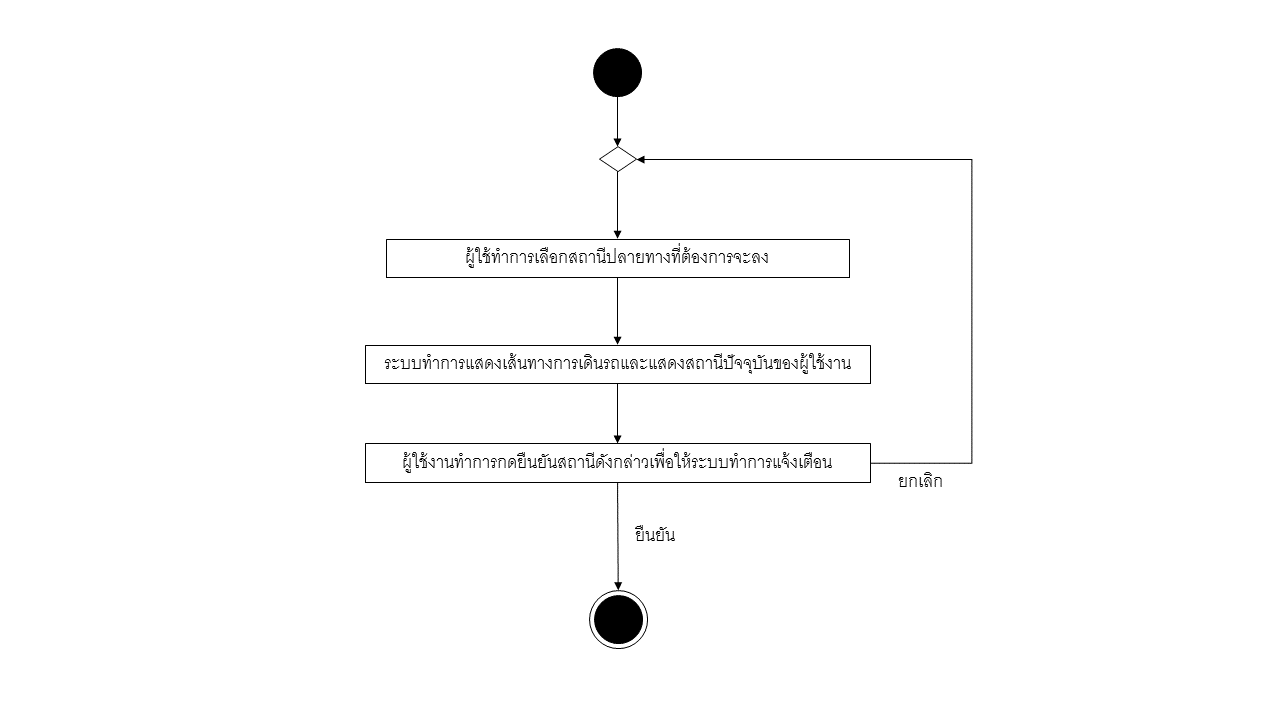 ผู้ใช้ทำการเลือกสถานีปลายทางที่ต้องการจะลง
ระบบทำการแสดงเส้นทางการเดินรถและแสดงสถานีปัจจุบันของผู้ใช้งาน
ผู้ใช้งานทำการกดยืนยันสถานีดังกล่าวเพื่อให้ระบบทำการแจ้งเตือน
ยกเลิก
ยืนยัน